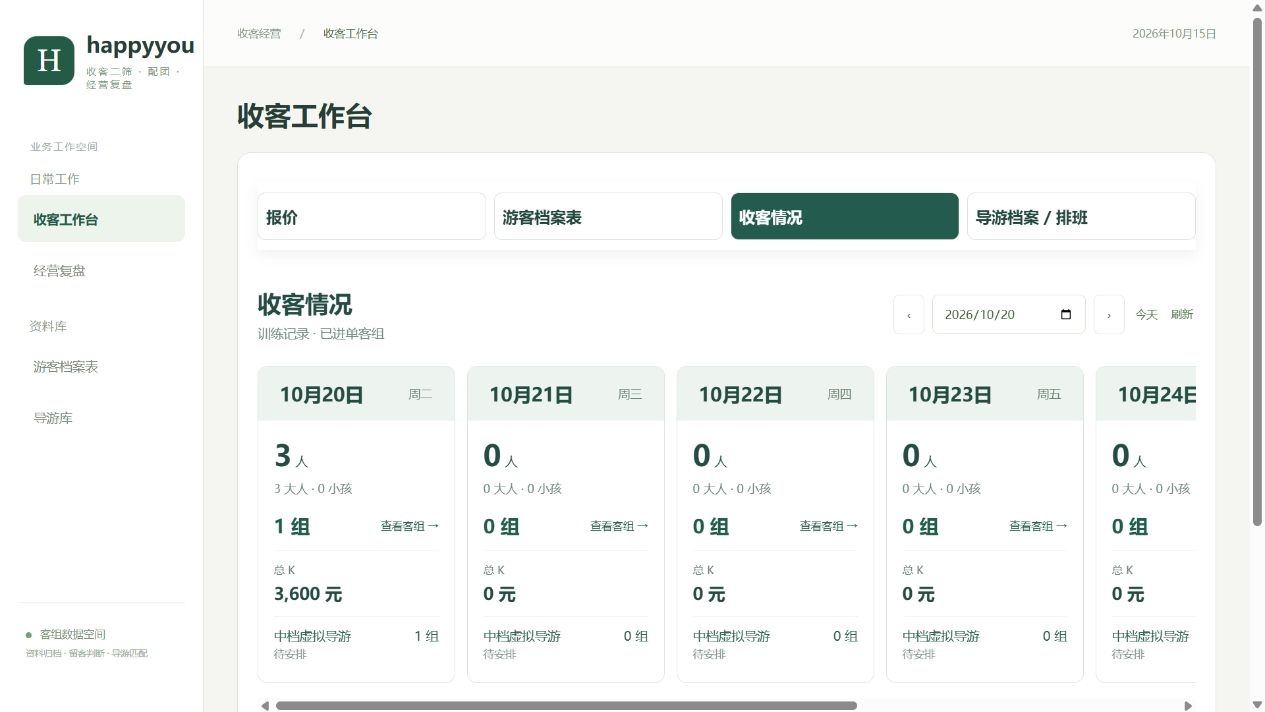 H
happyyou
收客二筛 · 配团 ·
经营复盘
业务工作空间
日常工作
收客工作台
经营复盘
资料库
游客档案表
导游库
客组数据空间
资料归档 · 留客判断 · 导游匹配
收客经营 / 收客工作台
2026年10月15日
收客工作台
报价
游客档案表
收客情况
导游档案 / 排班
收客情况
训练记录 · 已进单客组
‹ 2026/10/20 › 今天 刷新
10月20日 周二
3 人
3 大人 · 0 小孩
1 组 查看客组 →
总 K
3,600 元
中档虚拟导游 1 组
待安排
10月21日 周三
0 人
0 大人 · 0 小孩
0 组 查看客组 →
总 K
0 元
中档虚拟导游 0 组
待安排
10月22日 周四
0 人
0 大人 · 0 小孩
0 组 查看客组 →
总 K
0 元
中档虚拟导游 0 组
待安排
10月23日 周五
0 人
0 大人 · 0 小孩
0 组 查看客组 →
总 K
0 元
中档虚拟导游 0 组
待安排
10月24日
0 人
0 大人 · 0 小孩
0 组
总 K
0 元
中档虚拟导游
待安排